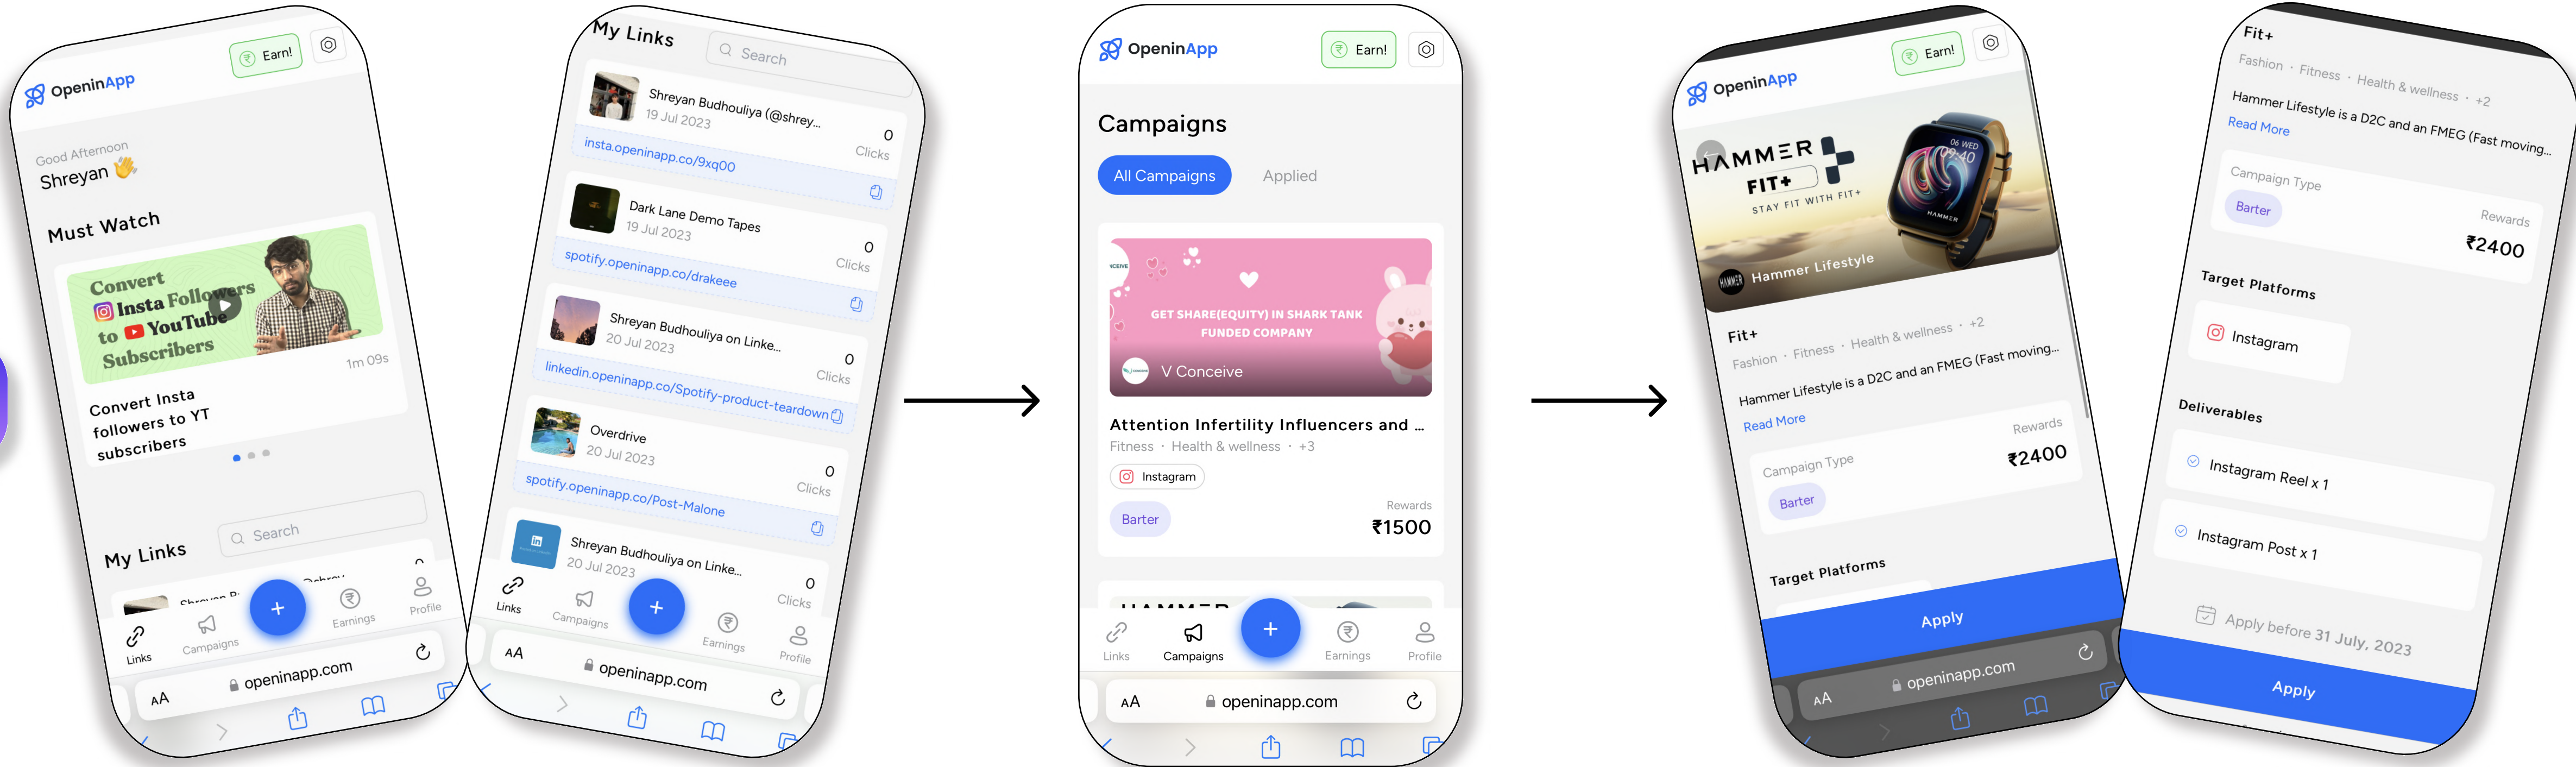 OpeninApp
Earn!
Good Afternoon
Shreyan 👋
Must Watch
Convert
Insta Followers
to YouTube
Subscribers
1m 09s
Convert Insta
followers to YT
subscribers
My Links
Search
0
Links
Campaigns
+
Earnings
Profile
AA
openinapp.com
My Links
Search
Shreyan Budhouliya (@shrey...
19 Jul 2023
0
Clicks
insta.openinapp.co/9xq00
Dark Lane Demo Tapes
19 Jul 2023
0
Clicks
spotify.openinapp.co/drakeee
Shreyan Budhouliya on Linke...
20 Jul 2023
0
Clicks
linkedin.openinapp.co/Spotify-product-teardown
Overdrive
20 Jul 2023
0
Clicks
spotify.openinapp.co/Post-Malone
in
Shreyan Budhouliya on Linke...
20 Jul 2023
0
Clicks
Links
Campaigns
+
Earnings
Profile
AA
openinapp.com
OpeninApp
Earn!
Campaigns
All Campaigns
Applied
GET SHARE(EQUITY) IN SHARK TANK
FUNDED COMPANY
V Conceive
Attention Infertility Influencers and ...
Fitness · Health & wellness · +3
Instagram
Barter
Rewards
₹1500
HAMMER
Links
Campaigns
+
Earnings
Profile
AA
openinapp.com
OpeninApp
Earn!
HAMMER
FIT+
STAY FIT WITH FIT+
06 WED
09:40
HAMMER
HAMMER
Hammer Lifestyle
Fit+
Fashion · Fitness · Health & wellness · +2
Hammer Lifestyle is a D2C and an FMEG (Fast moving...
Read More
Campaign Type
Barter
Rewards
₹2400
Target Platforms
Apply
AA
openinapp.com
Fit+
Fashion · Fitness · Health & wellness · +2
Hammer Lifestyle is a D2C and an FMEG (Fast moving...
Read More
Campaign Type
Barter
Rewards
₹2400
Target Platforms
Instagram
Deliverables
Instagram Reel x 1
Instagram Post x 1
Apply before 31 July, 2023
Apply